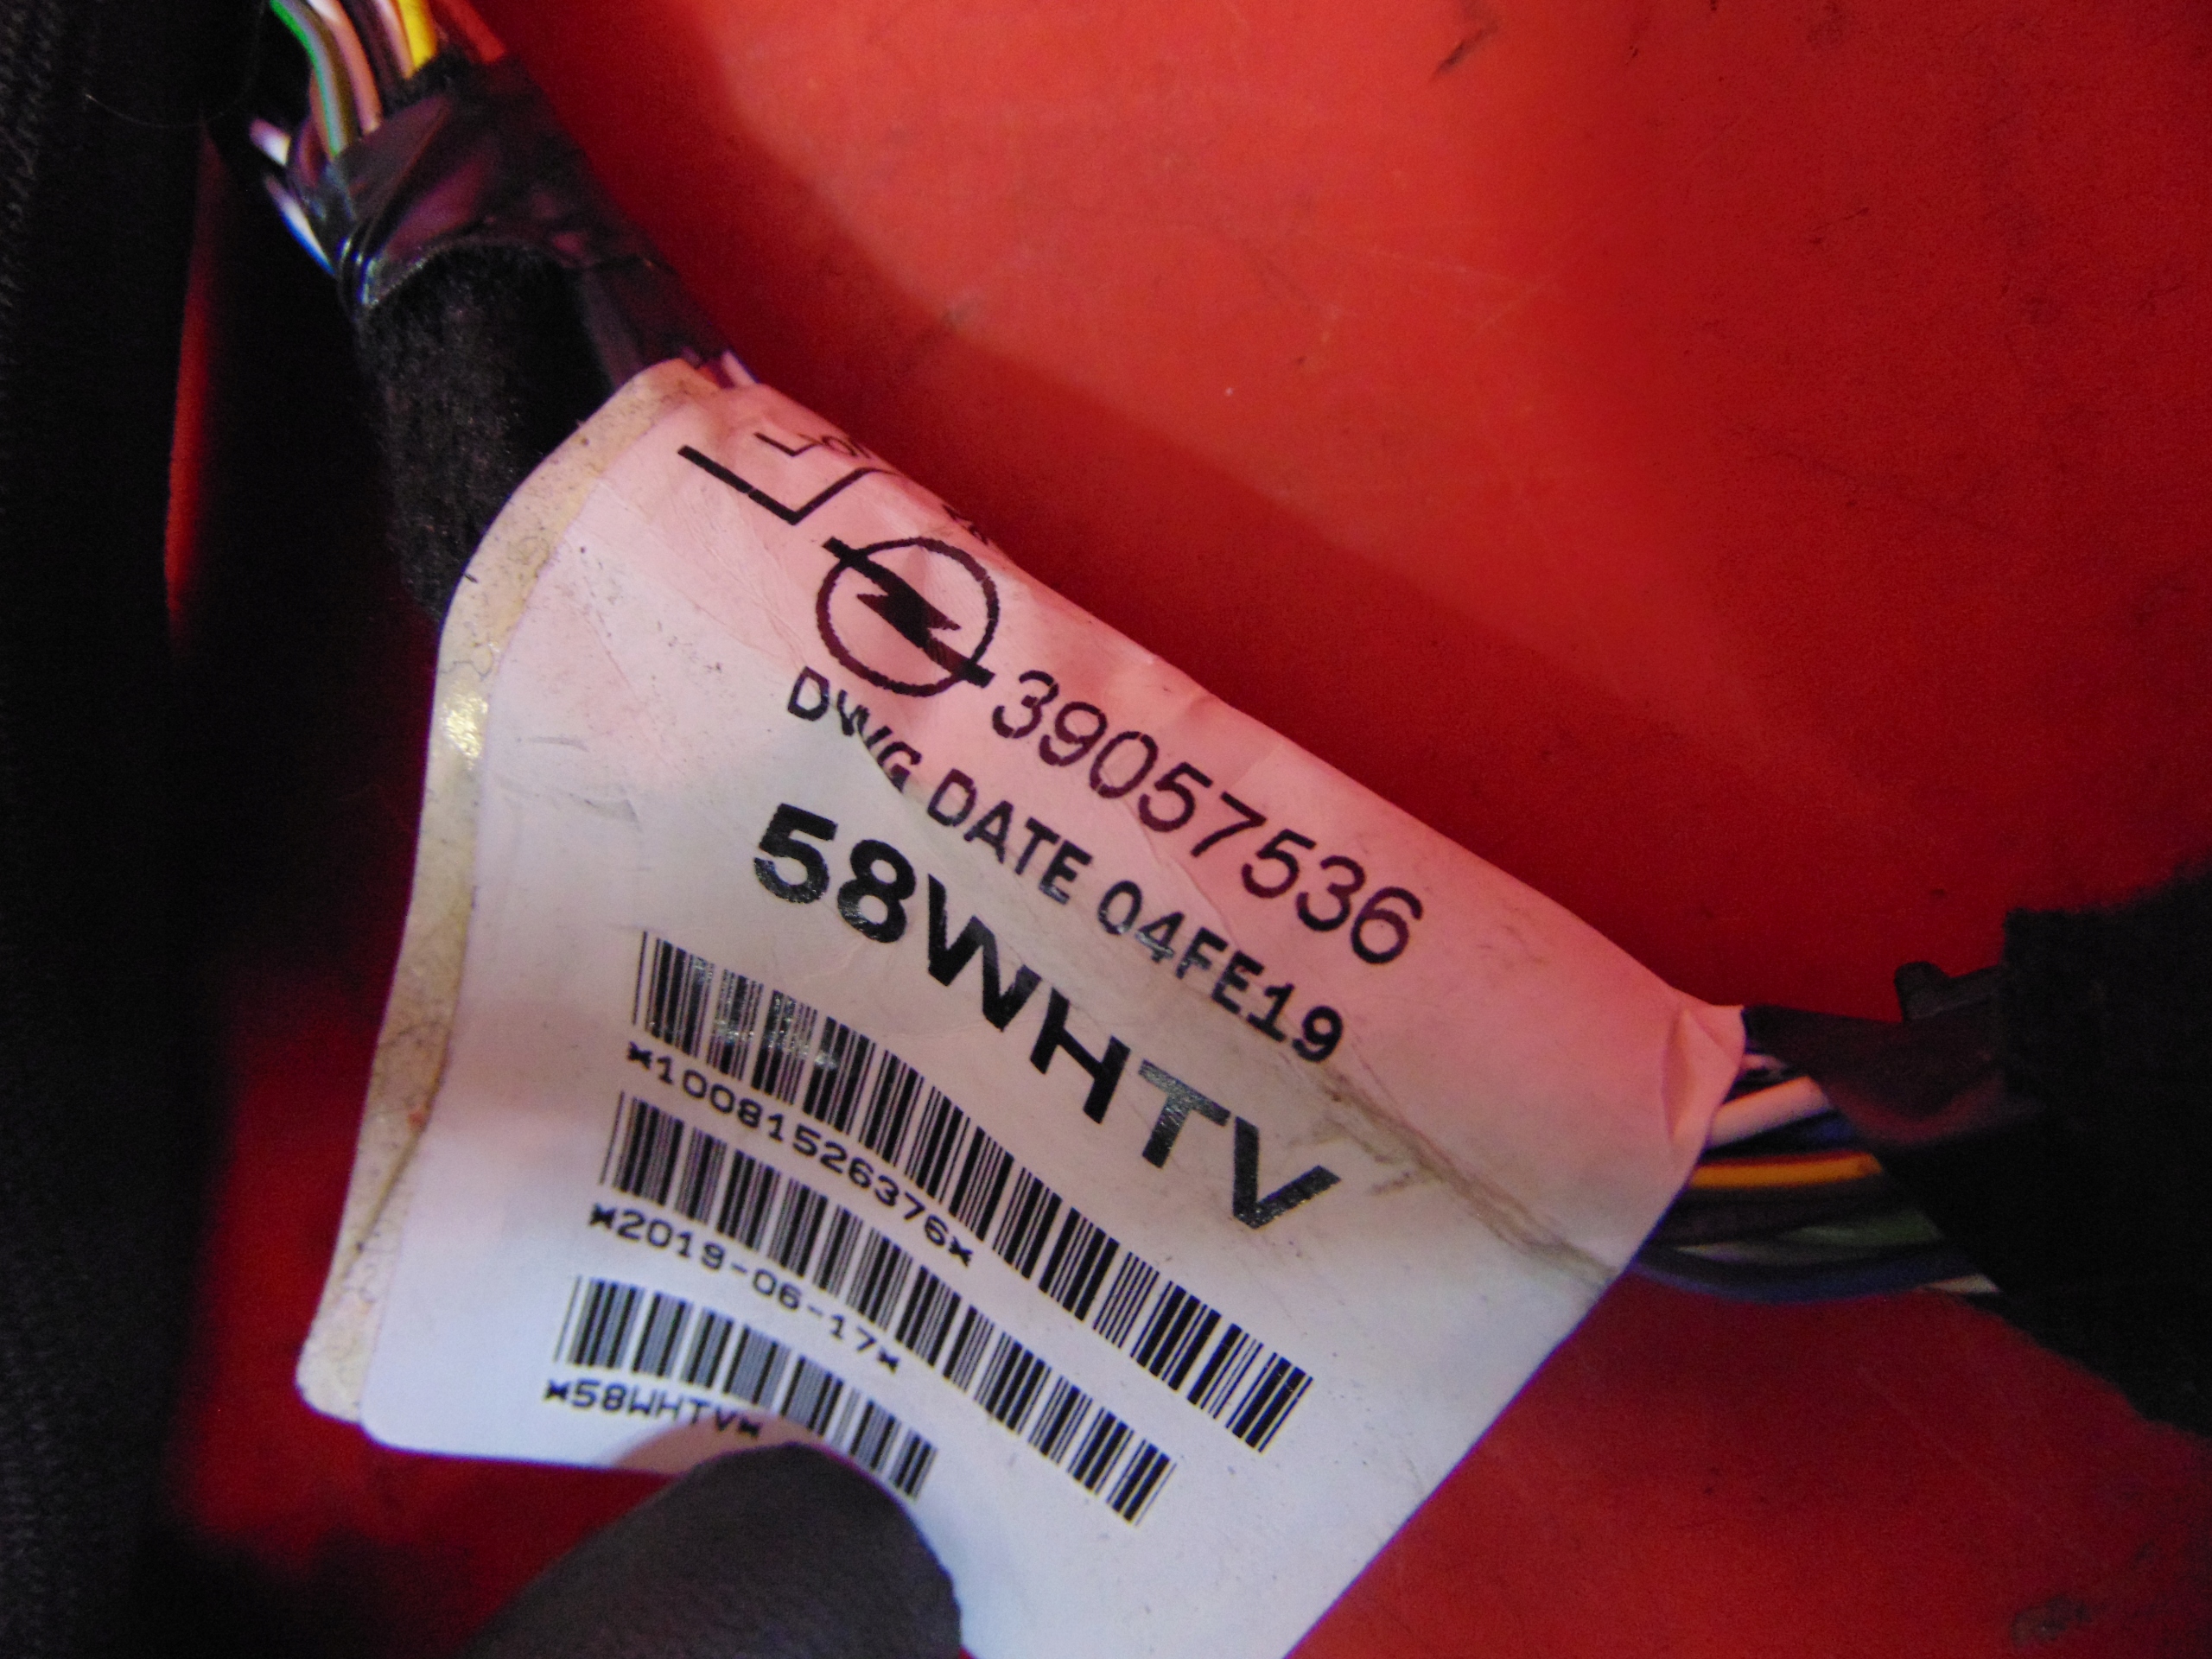 39057536
DWG DATE 04FE19
58WHTV
*10081526376*
*2019-06-17*
*58WHTV*